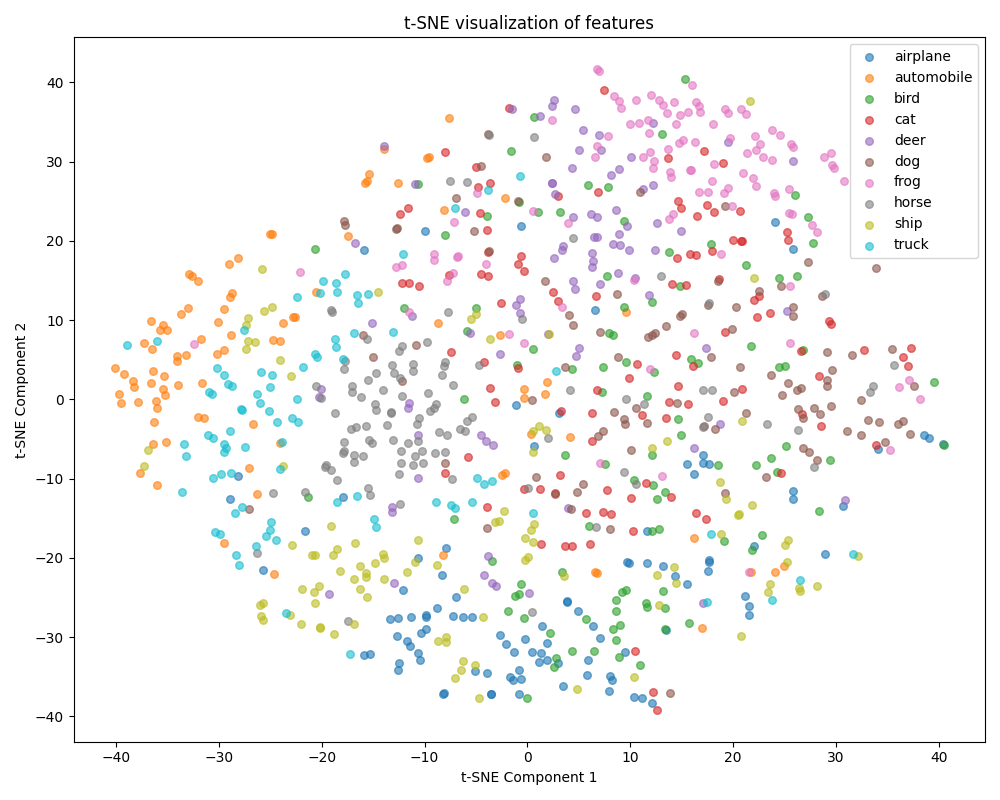 t-SNE visualization of features
airplane
automobile
bird
cat
deer
dog
frog
horse
ship
truck
40
30
20
10
0
−10
−20
−30
−40
t-SNE Component 2
−40 −30 −20 −10 0 10 20 30 40
t-SNE Component 1